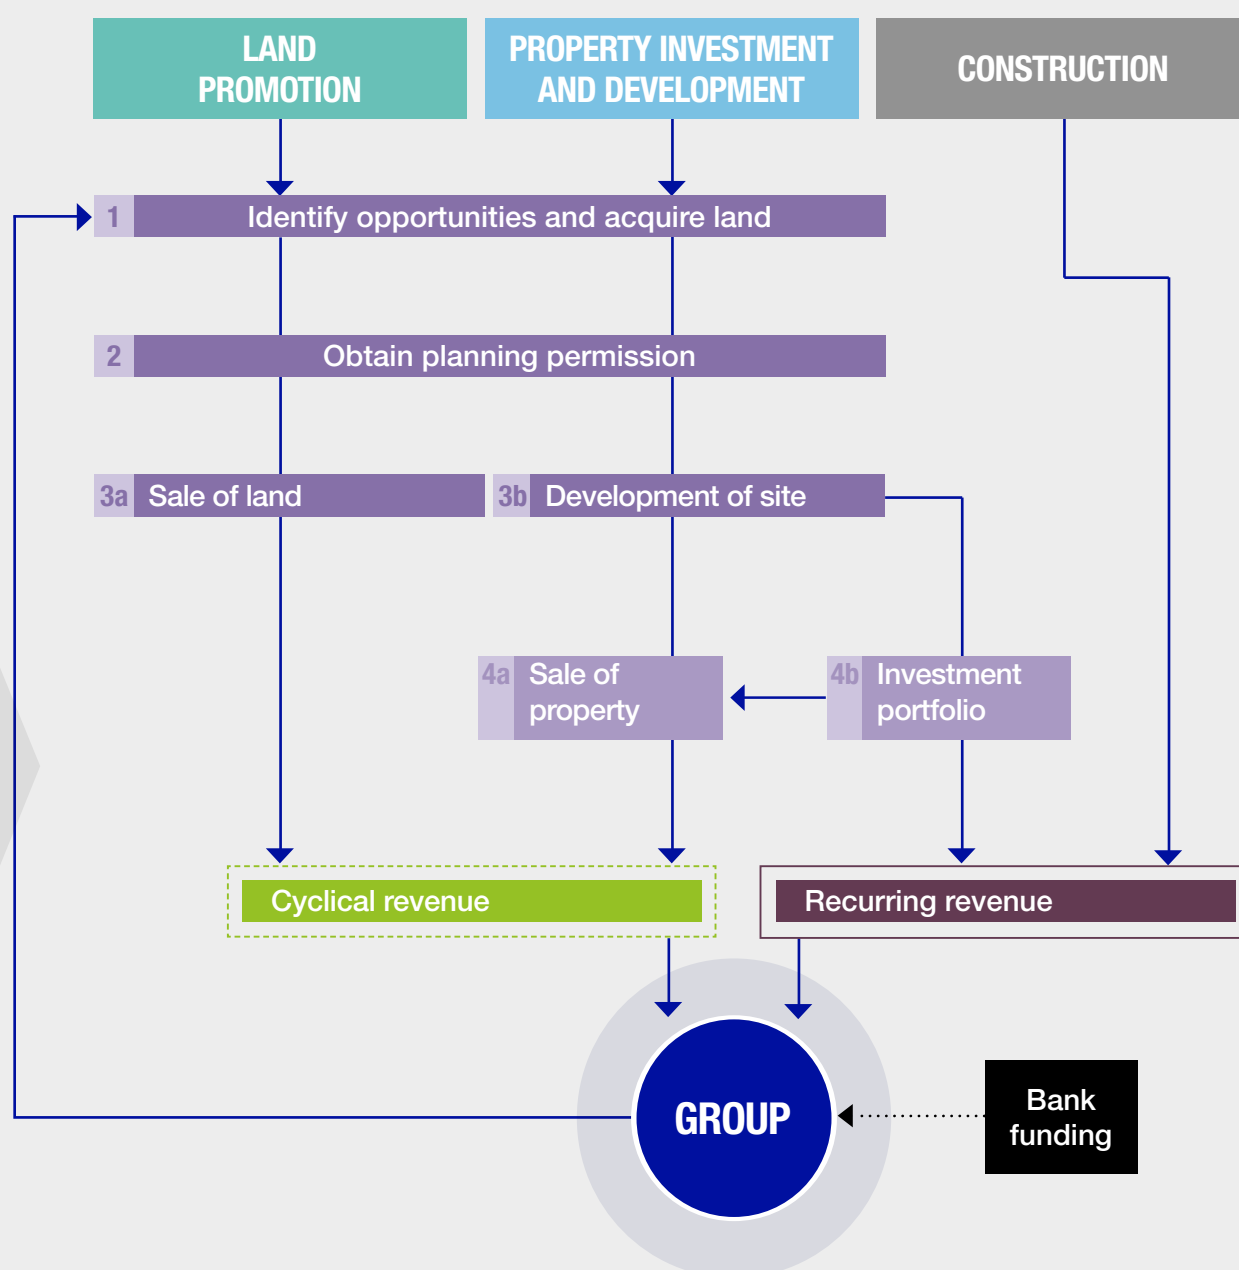 LAND
PROMOTION
PROPERTY INVESTMENT
AND DEVELOPMENT
CONSTRUCTION
1 Identify opportunities and acquire land
2 Obtain planning permission
3a Sale of land
3b Development of site
4a Sale of
property
4b Investment
portfolio
Cyclical revenue
Recurring revenue
GROUP
Bank
funding